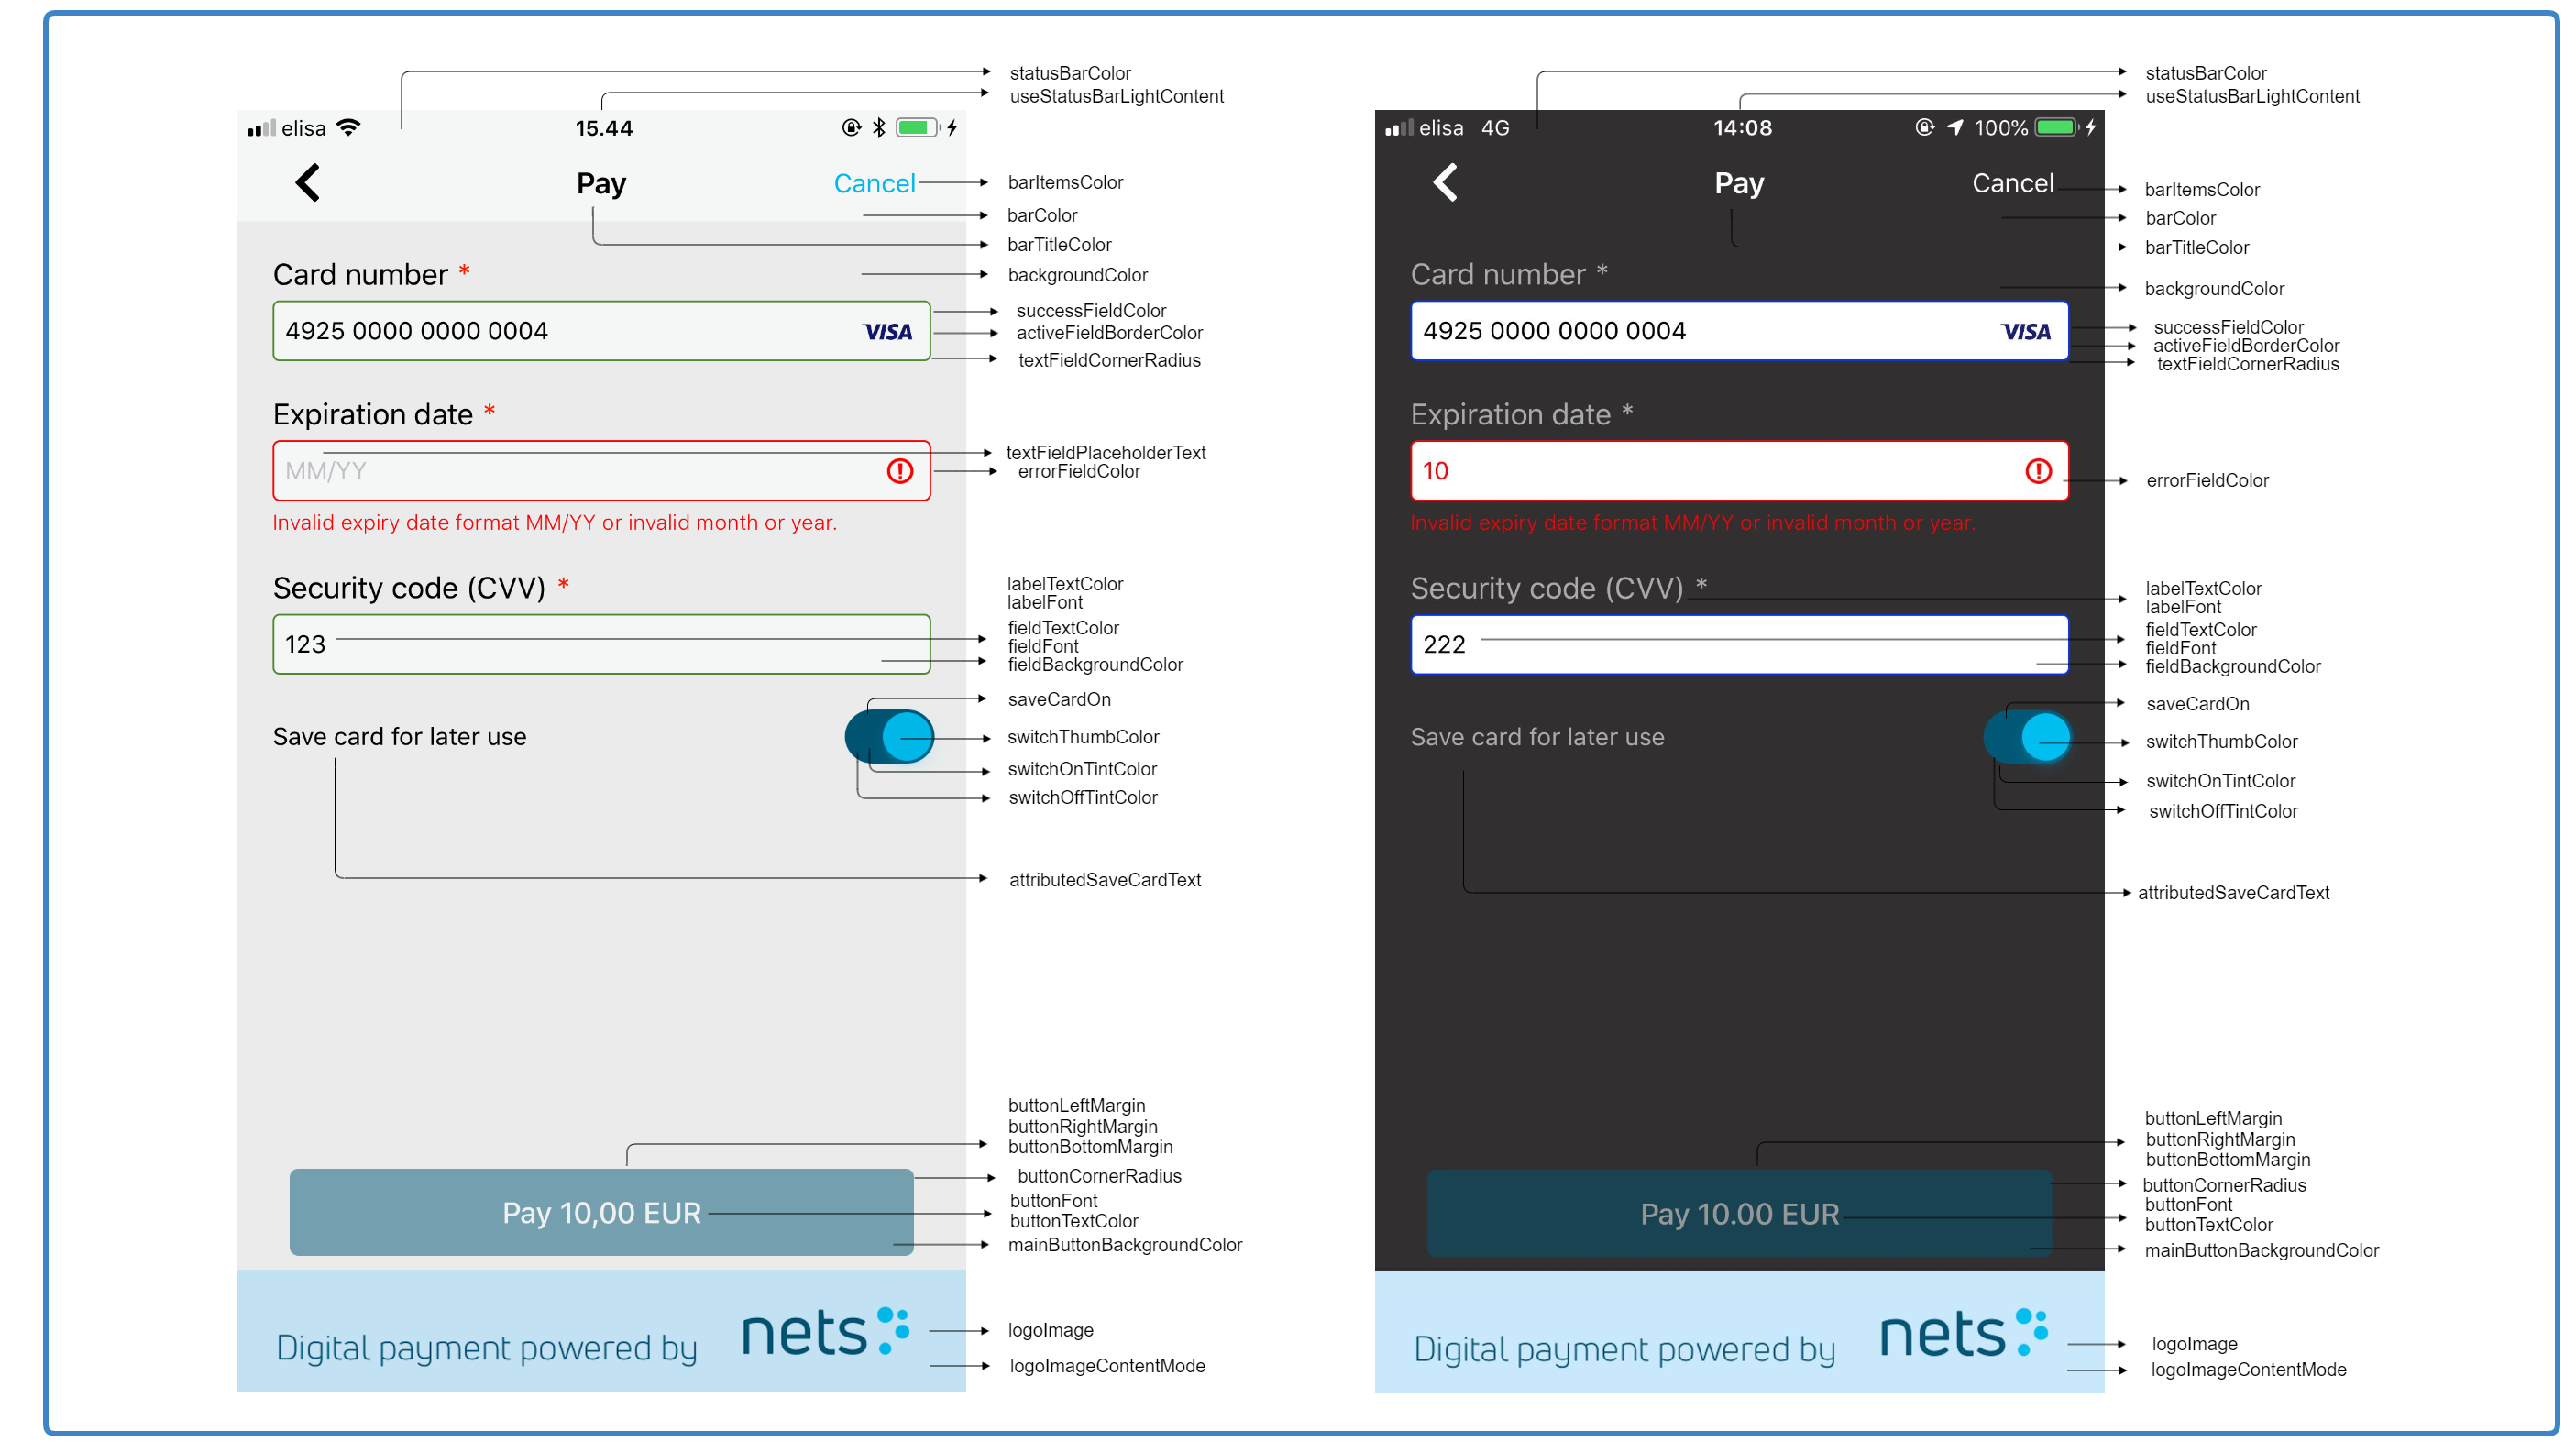 statusBarColor
useStatusBarLightContent
elisa
15.44
Pay
Cancel
barItemsColor
barColor
barTitleColor
backgroundColor
Card number *
4925 0000 0000 0004
VISA
successFieldColor
activeFieldBorderColor
textFieldCornerRadius
Expiration date *
MM/YY
textFieldPlaceholderText
errorFieldColor
Invalid expiry date format MM/YY or invalid month or year.
Security code (CVV) *
labelTextColor
labelFont
123
fieldTextColor
fieldFont
fieldBackgroundColor
saveCardOn
Save card for later use
switchThumbColor
switchOnTintColor
switchOffTintColor
attributedSaveCardText
buttonLeftMargin
buttonRightMargin
buttonBottomMargin
buttonCornerRadius
Pay 10,00 EUR
buttonFont
buttonTextColor
mainButtonBackgroundColor
Digital payment powered by
nets
logoImage
logoImageContentMode
statusBarColor
useStatusBarLightContent
elisa 4G
14:08
100%
Pay
Cancel
barItemsColor
barColor
barTitleColor
Card number *
backgroundColor
4925 0000 0000 0004
VISA
successFieldColor
activeFieldBorderColor
textFieldCornerRadius
Expiration date *
10
errorFieldColor
Invalid expiry date format MM/YY or invalid month or year.
Security code (CVV) *
labelTextColor
labelFont
222
fieldTextColor
fieldFont
fieldBackgroundColor
saveCardOn
Save card for later use
switchThumbColor
switchOnTintColor
switchOffTintColor
attributedSaveCardText
buttonLeftMargin
buttonRightMargin
buttonBottomMargin
buttonCornerRadius
Pay 10.00 EUR
buttonFont
buttonTextColor
mainButtonBackgroundColor
Digital payment powered by
nets
logoImage
logoImageContentMode